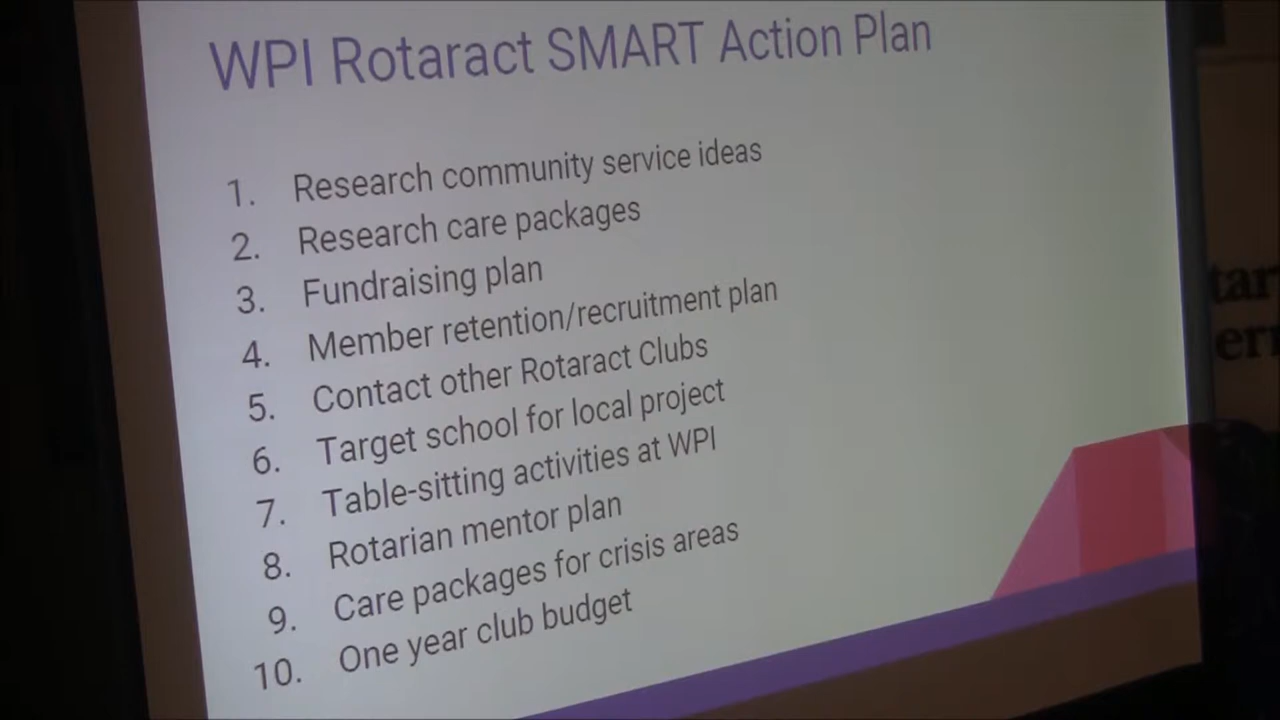 WPI Rotaract SMART Action Plan
1. Research community service ideas
2. Research care packages
3. Fundraising plan
4. Member retention/recruitment plan
5. Contact other Rotaract Clubs
6. Target school for local project
7. Table-sitting activities at WPI
8. Rotarian mentor plan
9. Care packages for crisis areas
10. One year club budget